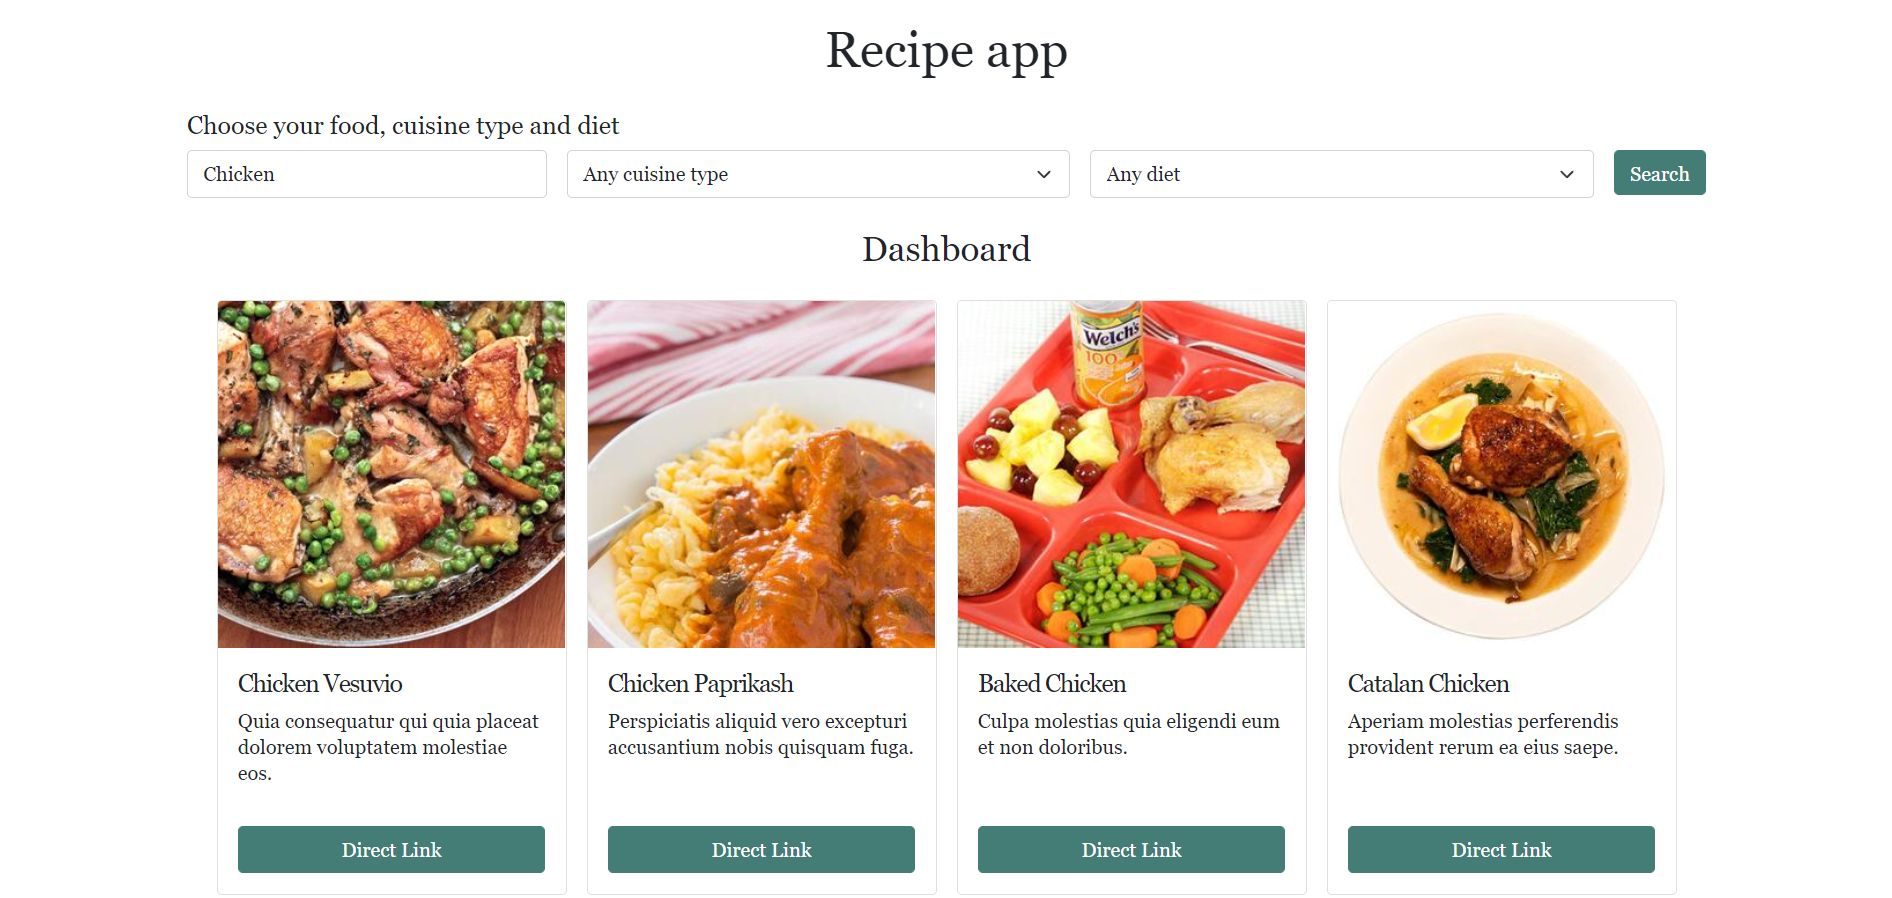 Recipe app
Choose your food, cuisine type and diet
Chicken
Any cuisine type
Any diet
Search
Dashboard
Welch's
100
Chicken Vesuvio
Quia consequatur qui quia placeat
dolorem voluptatem molestiae
eos.
Direct Link
Chicken Paprikash
Perspiciatis aliquid vero excepturi
accusantium nobis quisquam fuga.
Direct Link
Baked Chicken
Culpa molestias quia eligendi eum
et non doloribus.
Direct Link
Catalan Chicken
Aperiam molestias perferendis
provident rerum ea eius saepe.
Direct Link